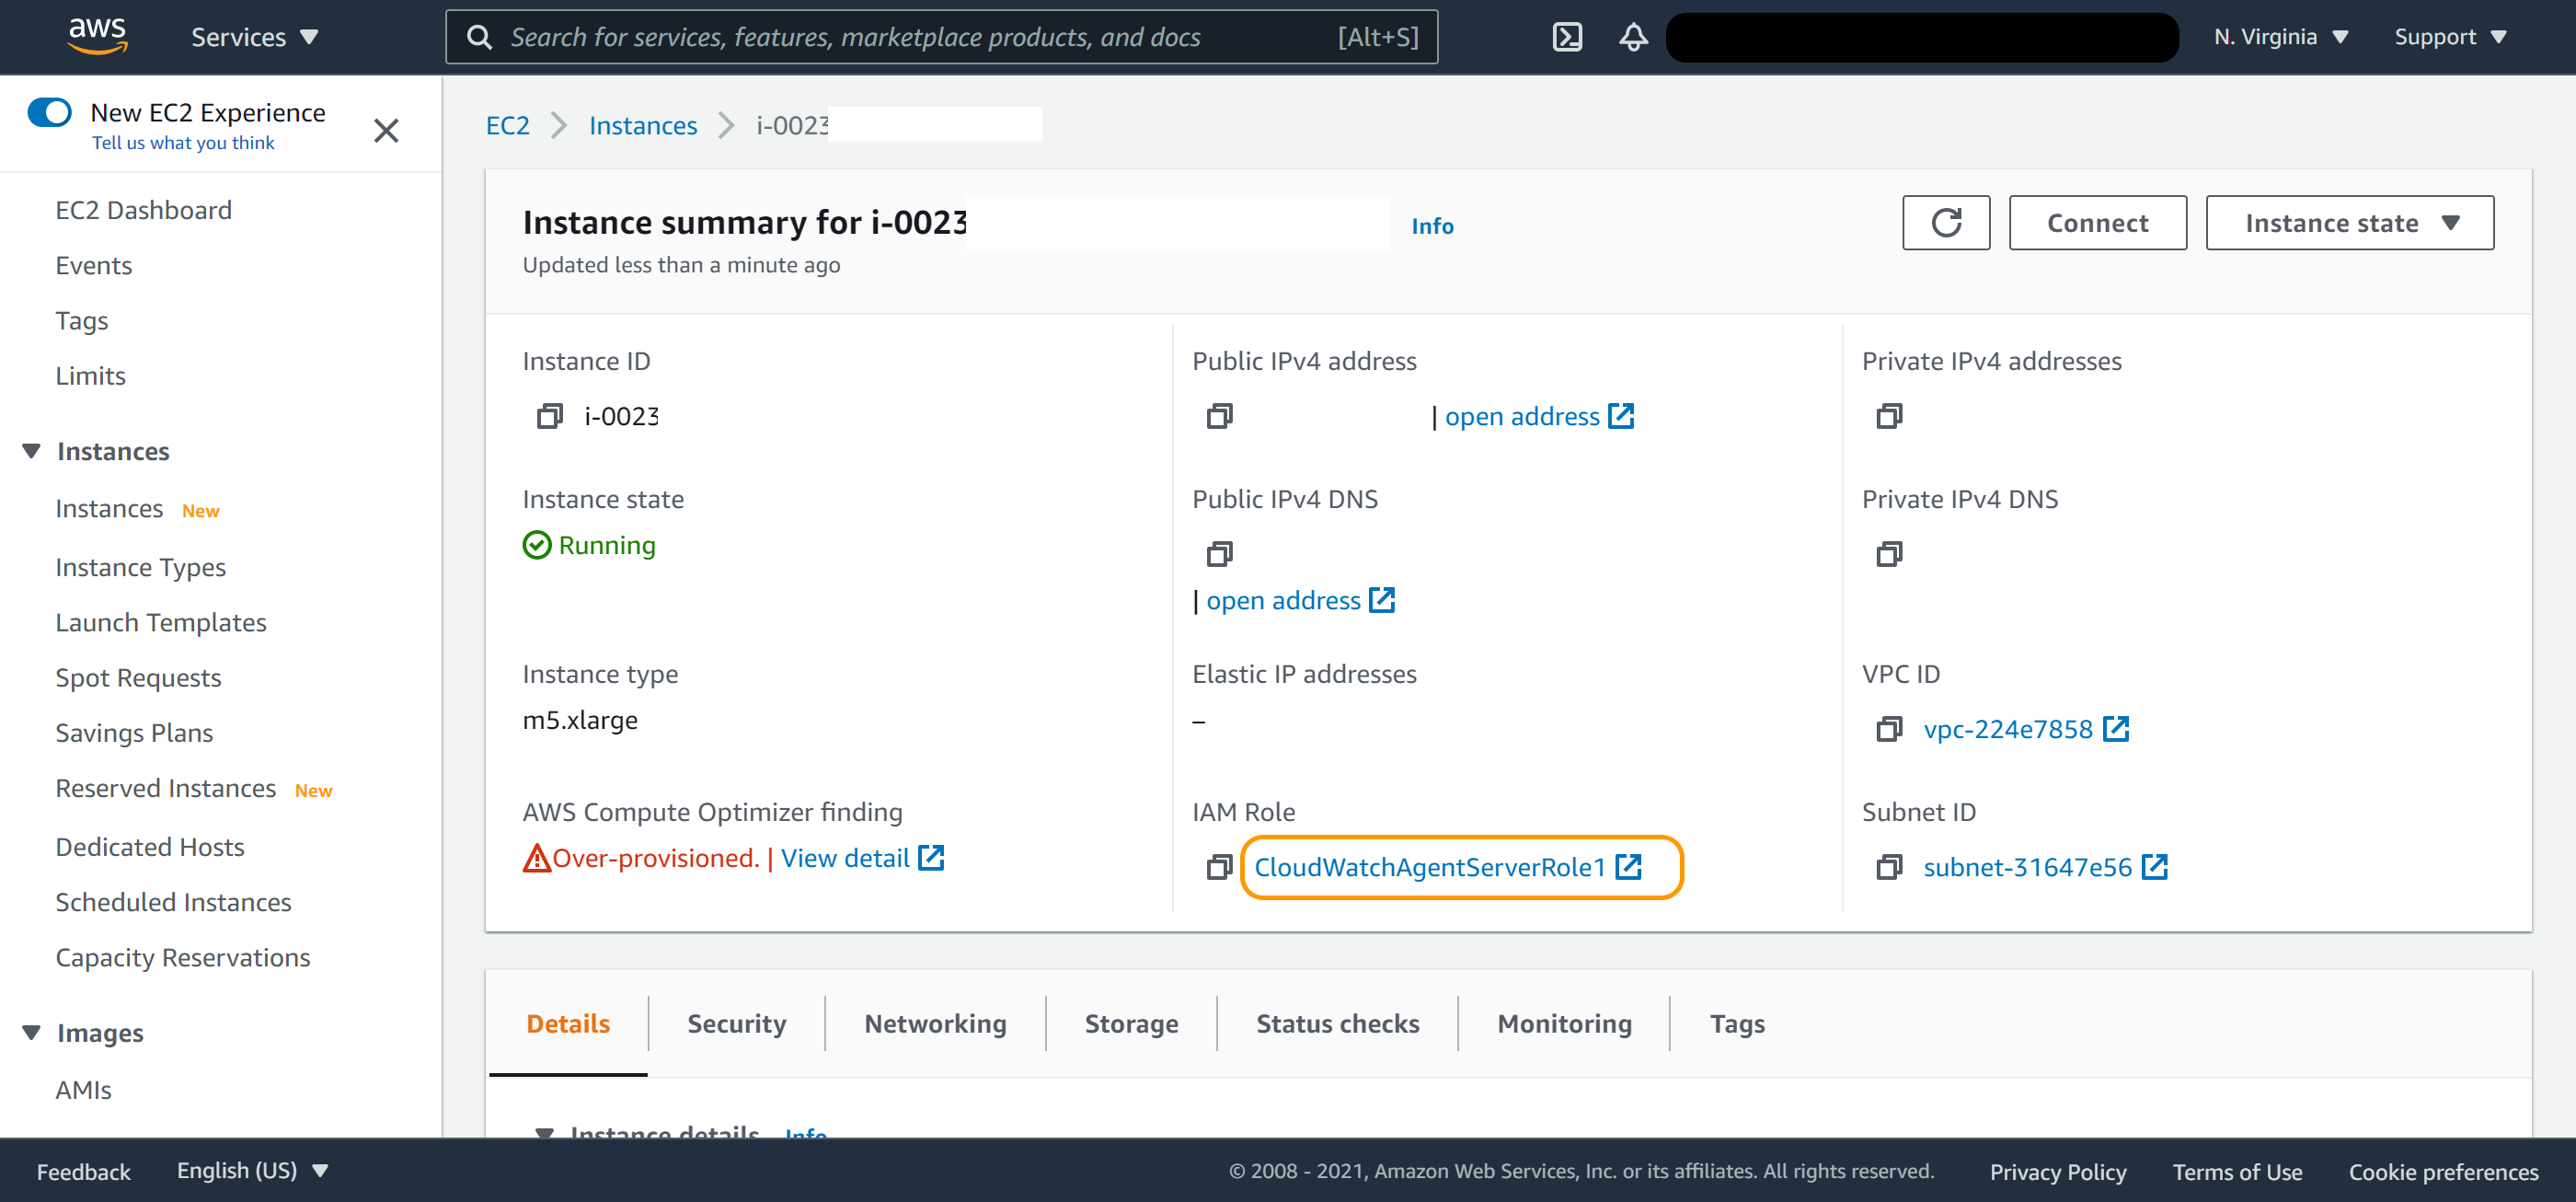 aws
Services
Search for services, features, marketplace products, and docs
[Alt+S]
N. Virginia
Support
New EC2 Experience
Tell us what you think
EC2 Dashboard
Events
Tags
Limits
Instances
Instances New
Instance Types
Launch Templates
Spot Requests
Savings Plans
Reserved Instances New
Dedicated Hosts
Scheduled Instances
Capacity Reservations
Images
AMIs
EC2 > Instances > i-0023
Instance summary for i-0023
Info
Updated less than a minute ago
Connect
Instance state
Instance ID
i-0023
Public IPv4 address
| open address
Private IPv4 addresses
Instance state
Running
Public IPv4 DNS
| open address
Private IPv4 DNS
Instance type
m5.xlarge
Elastic IP addresses
–
VPC ID
vpc-224e7858
AWS Compute Optimizer finding
Over-provisioned. | View detail
IAM Role
CloudWatchAgentServerRole1
Subnet ID
subnet-31647e56
Details
Security
Networking
Storage
Status checks
Monitoring
Tags
Instance details Info
Feedback
English (US)
© 2008 - 2021, Amazon Web Services, Inc. or its affiliates. All rights reserved.
Privacy Policy
Terms of Use
Cookie preferences